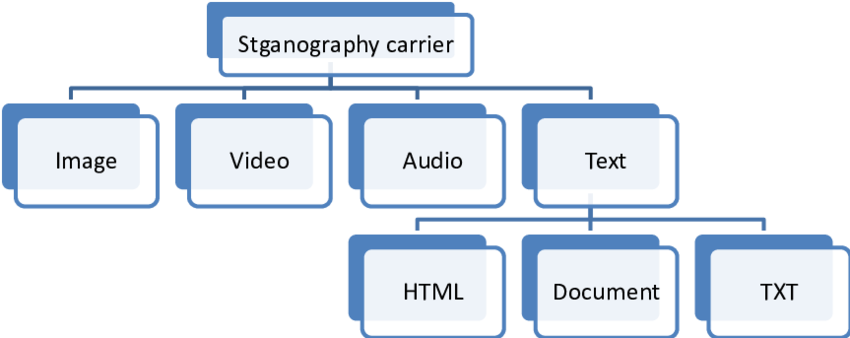 Stganography carrier
Image
Video
Audio
Text
HTML
Document
TXT